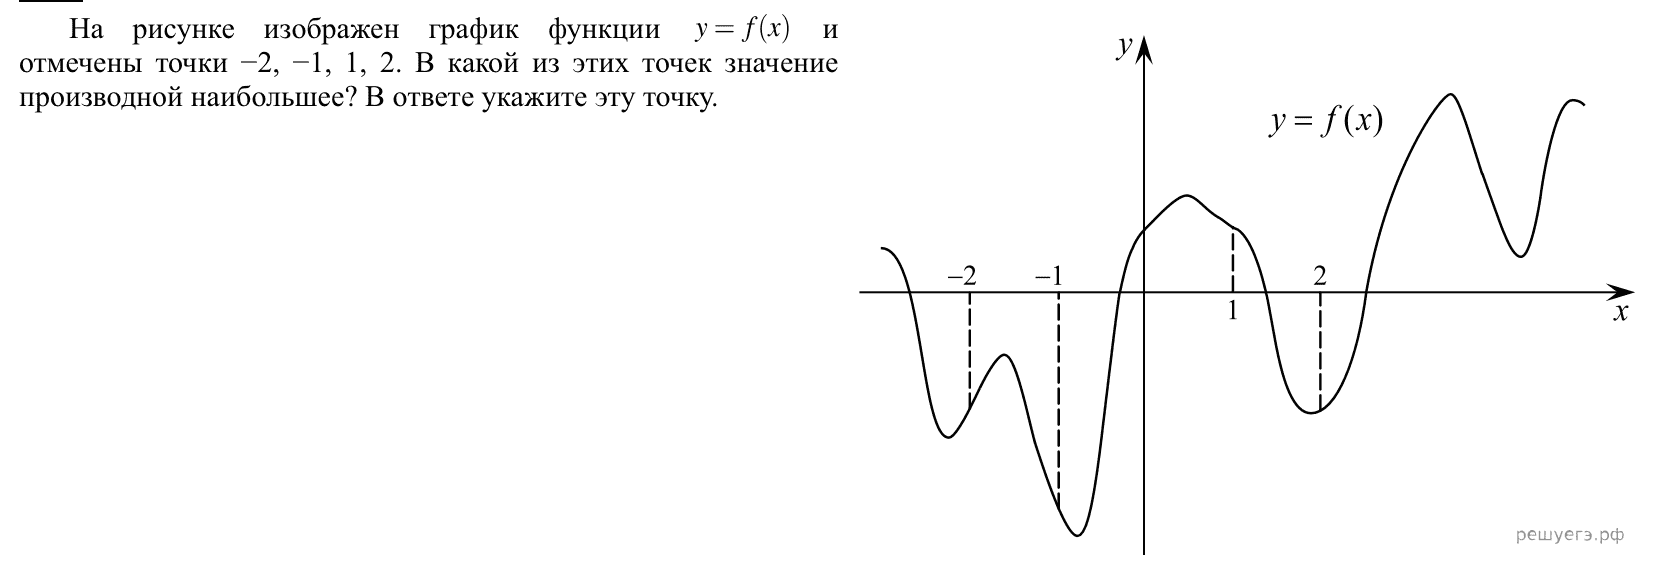 На рисунке изображен график функции y = f(x) и
отмечены точки −2, −1, 1, 2. В какой из этих точек значение
производной наибольшее? В ответе укажите эту точку.
y
y = f(x)
−2
−1
2
1
x
решуегэ.рф